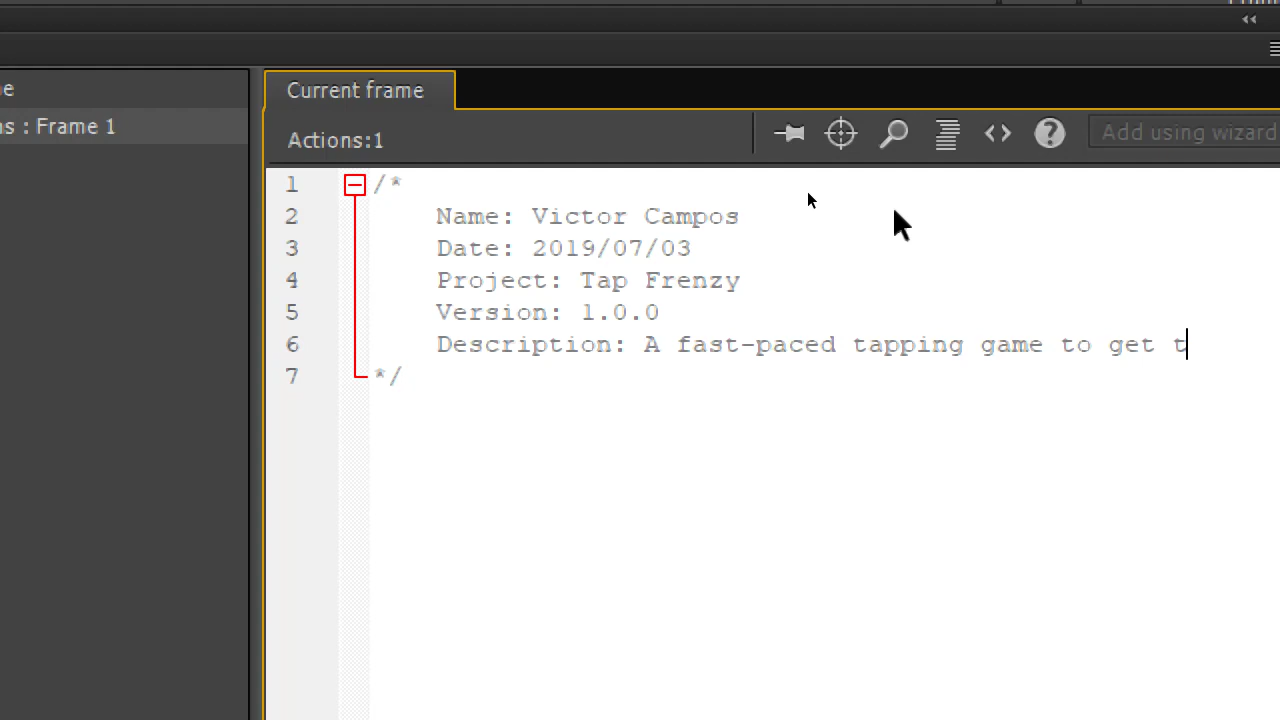 Current frame
e
ns : Frame 1
Actions:1
Add using wizard
1 /*
2 Name: Victor Campos
3 Date: 2019/07/03
4 Project: Tap Frenzy
5 Version: 1.0.0
6 Description: A fast-paced tapping game to get t
7 */